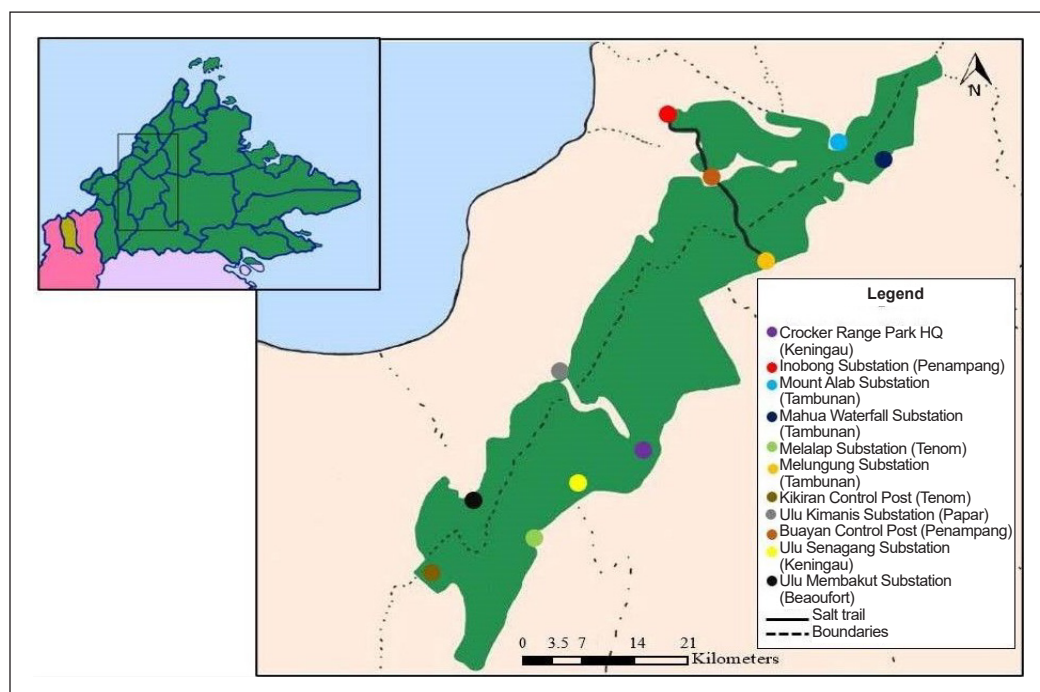 N
Legend
Crocker Range Park HQ
(Keningau)
Inobong Substation (Penampang)
Mount Alab Substation
(Tambunan)
Mahua Waterfall Substation
(Tambunan)
Melalap Substation (Tenom)
Melungung Substation
(Tambunan)
Kikiran Control Post (Tenom)
Ulu Kimanis Substation (Papar)
Buayan Control Post (Penampang)
Ulu Senagang Substation
(Keningau)
Ulu Membakut Substation
(Beaoufort)
Salt trail
Boundaries
0 3.5 7 14 21
Kilometers